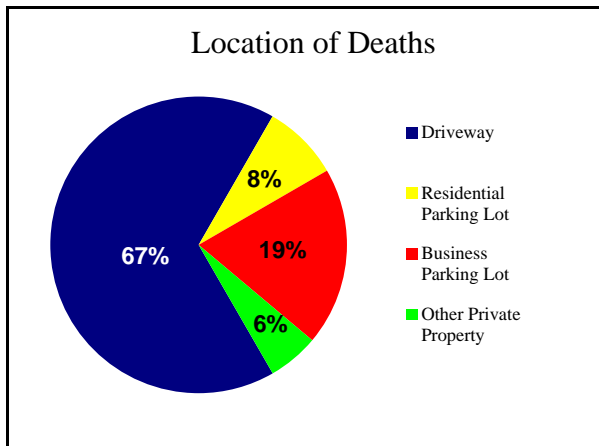 Location of Deaths
8%
67%
19%
6%
Driveway
Residential
Parking Lot
Business
Parking Lot
Other Private
Property